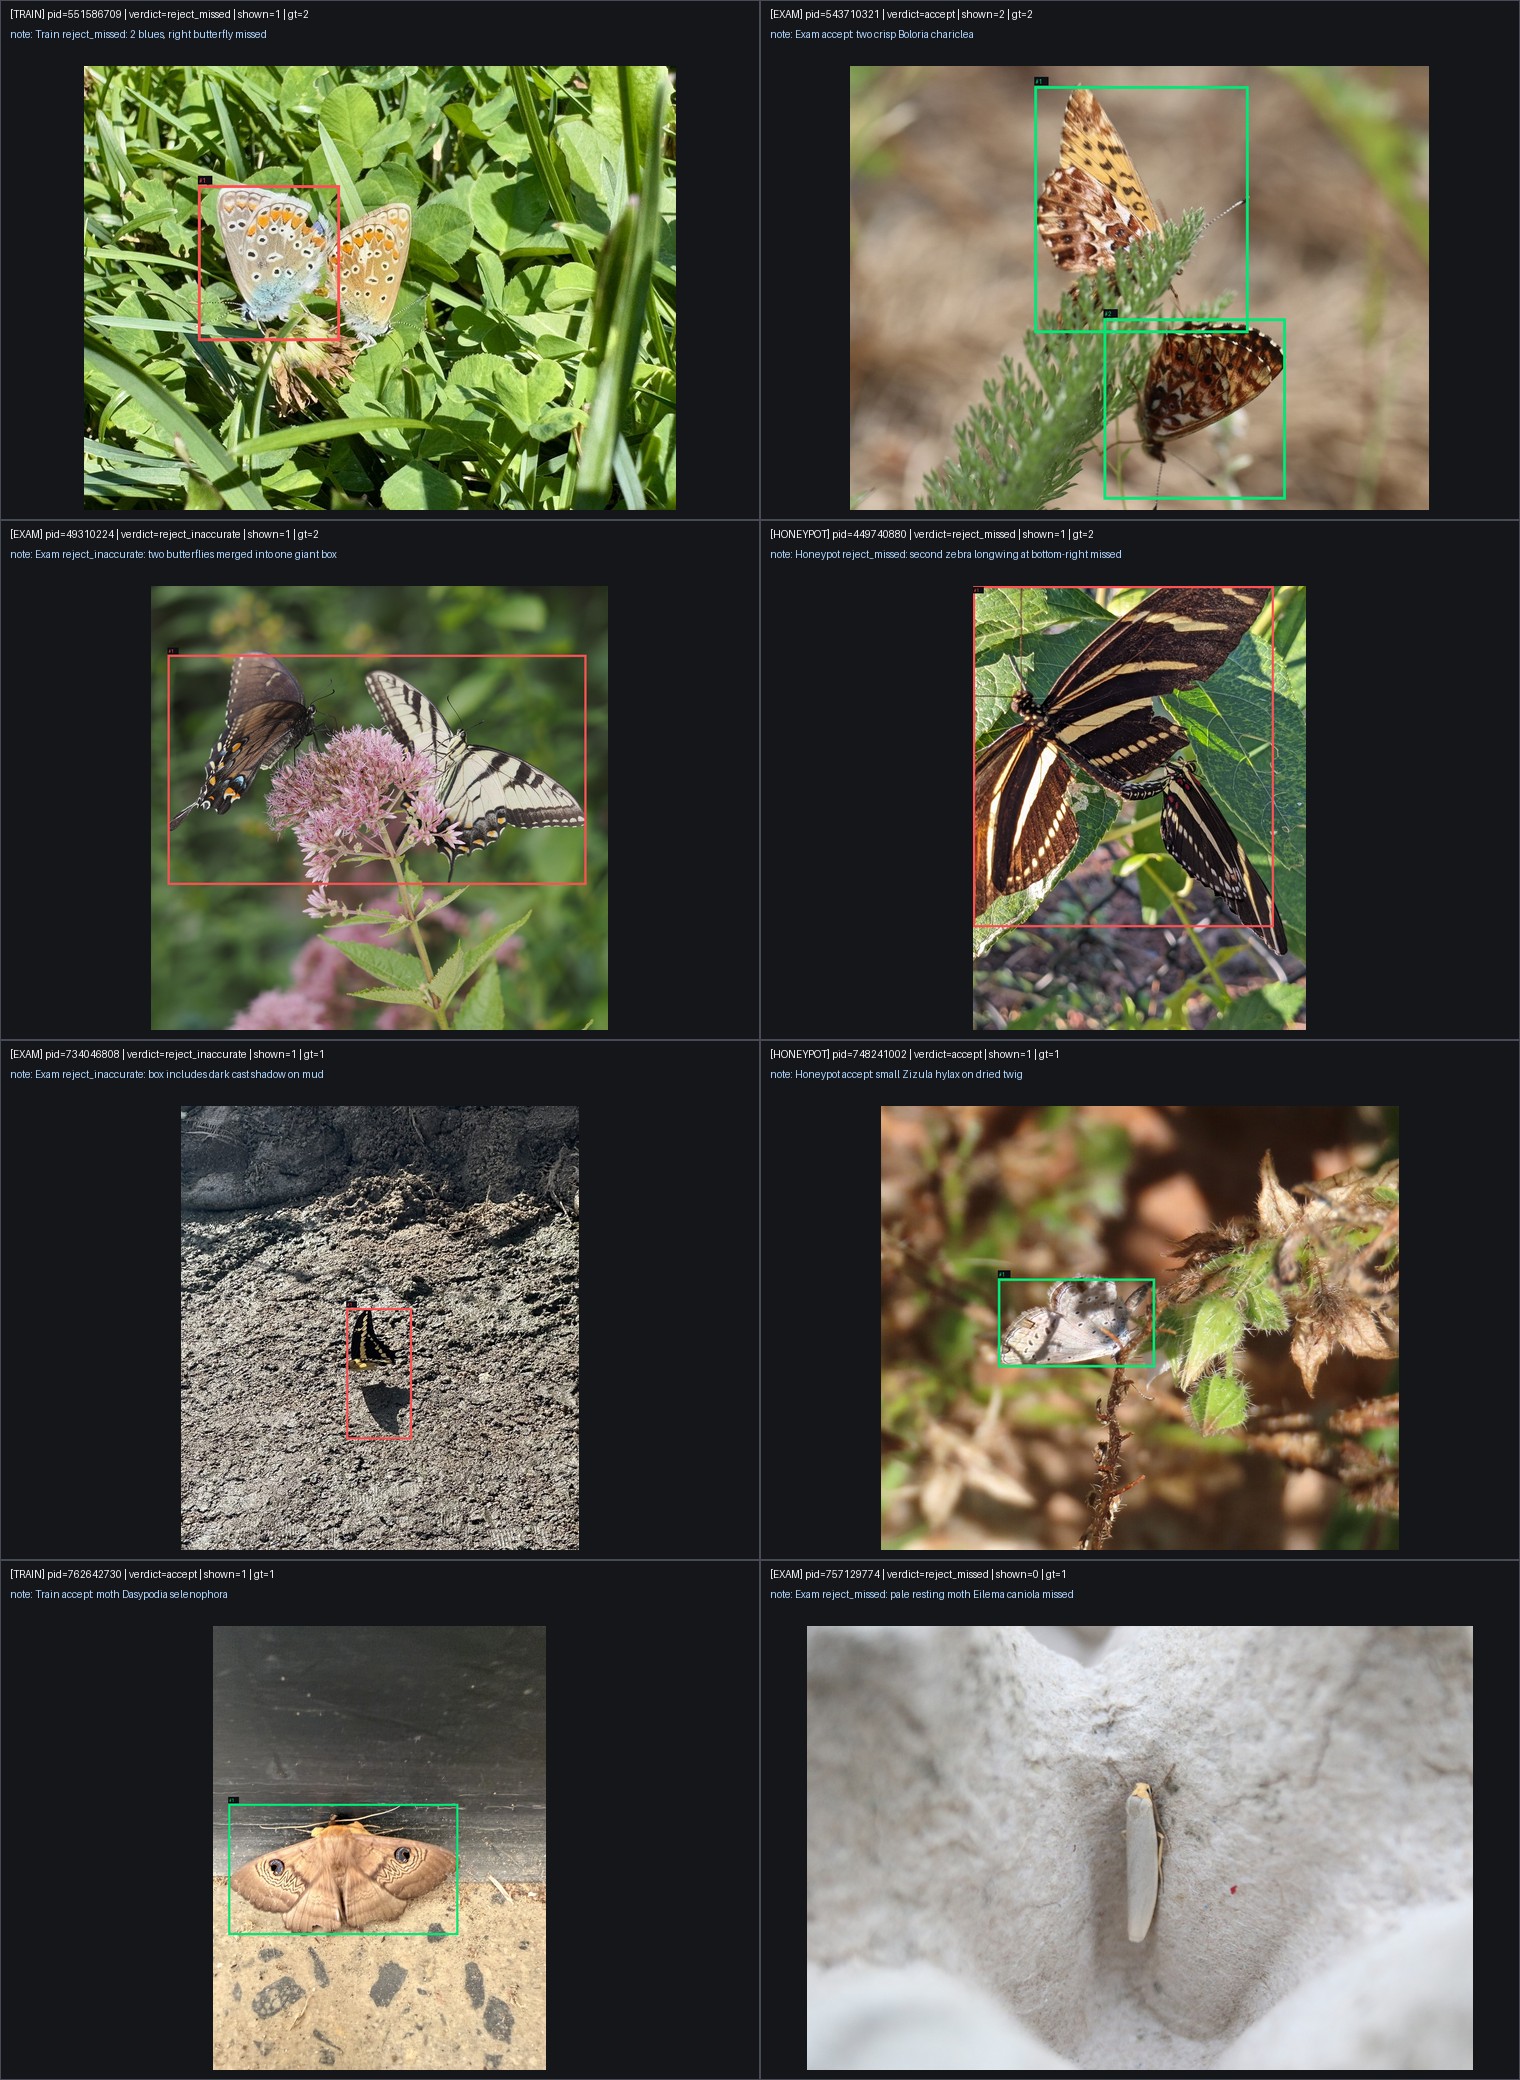 [TRAIN] pid=551586709 | verdict=reject_missed | shown=1 | gt=2
note: Train reject_missed: 2 blues, right butterfly missed
#1
[EXAM] pid=543710321 | verdict=accept | shown=2 | gt=2
note: Exam accept: two crisp Boloria chariclea
#1
#2
[EXAM] pid=49310224 | verdict=reject_inaccurate | shown=1 | gt=2
note: Exam reject_inaccurate: two butterflies merged into one giant box
#1
[HONEYPOT] pid=449740880 | verdict=reject_missed | shown=1 | gt=2
note: Honeypot reject_missed: second zebra longwing at bottom-right missed
[EXAM] pid=734046808 | verdict=reject_inaccurate | shown=1 | gt=1
note: Exam reject_inaccurate: box includes dark cast shadow on mud
[HONEYPOT] pid=748241002 | verdict=accept | shown=1 | gt=1
note: Honeypot accept: small Zizula hylax on dried twig
#1
[TRAIN] pid=762642730 | verdict=accept | shown=1 | gt=1
note: Train accept: moth Dasypodia selenophora
#1
[EXAM] pid=757129774 | verdict=reject_missed | shown=0 | gt=1
note: Exam reject_missed: pale resting moth Eilema caniola missed